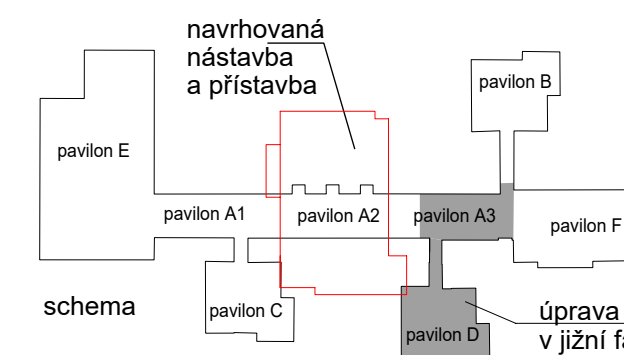 navrhovaná
nástavba
a přístavba
pavilon B
pavilon E
pavilon A1
pavilon A2
pavilon A3
pavilon F
schema
pavilon C
úprava
v jižní
pavilon D